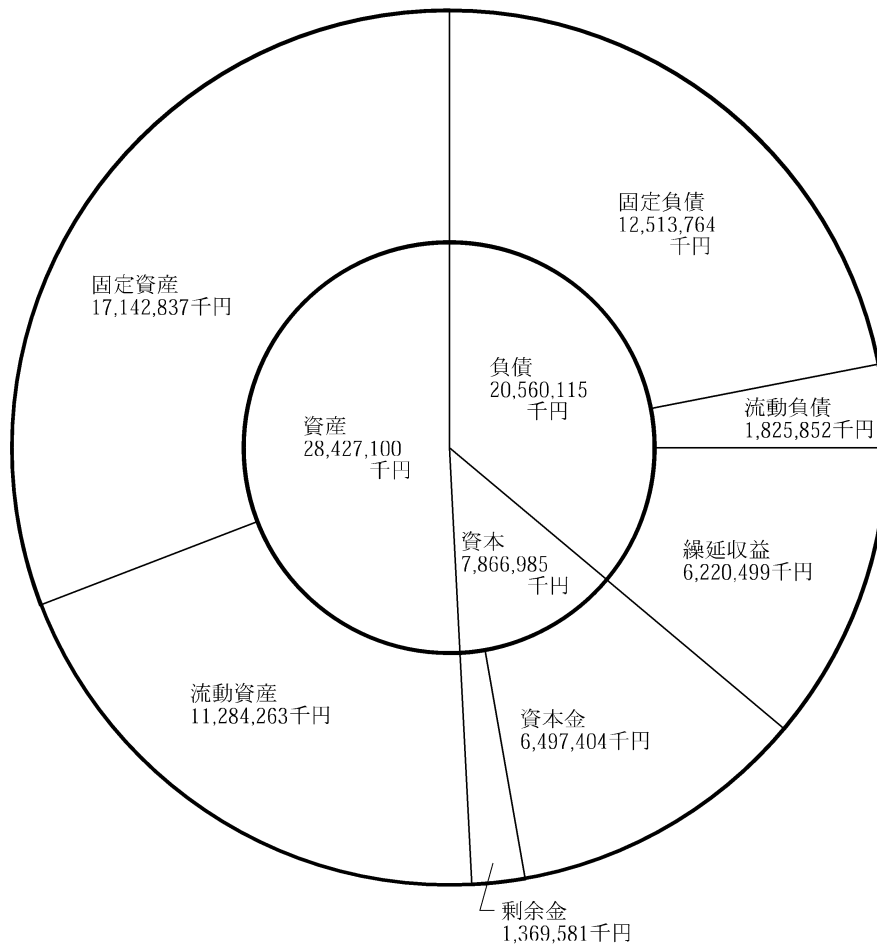 固定負債
12,513,764
千円
固定資産
17,142,837千円
負債
20,560,115
千円
流動負債
1,825,852千円
資産
28,427,100
千円
資本
7,866,985
千円
繰延収益
6,220,499千円
流動資産
11,284,263千円
資本金
6,497,404千円
剰余金
1,369,581千円